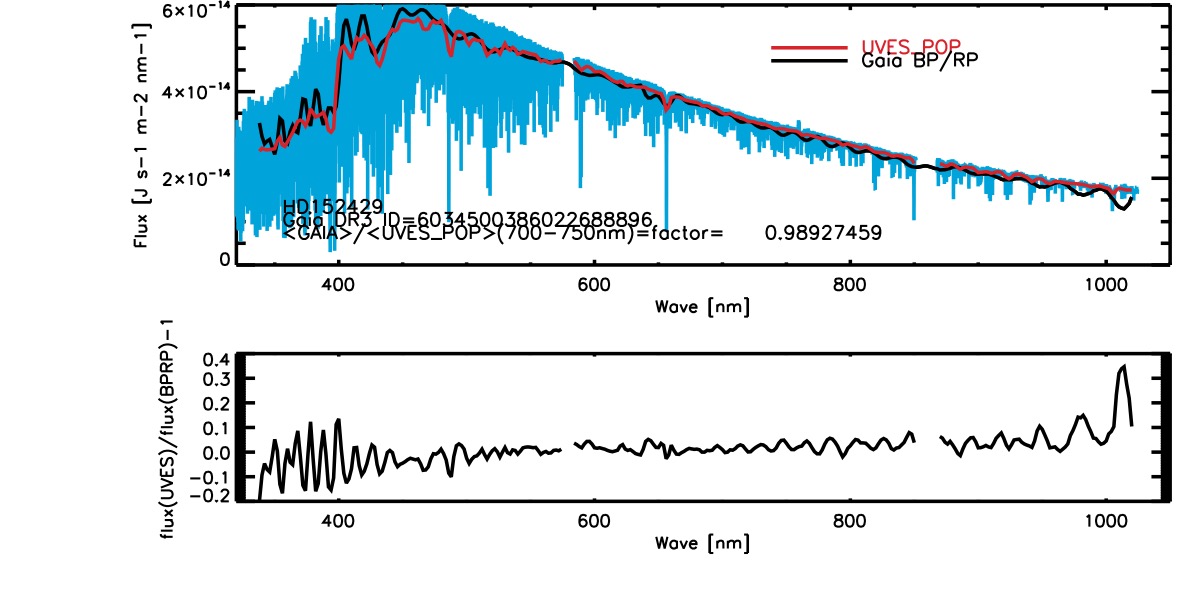 6×10⁻¹⁴
4×10⁻¹⁴
2×10⁻¹⁴
0
Flux [J s−1 m−2 nm−1]
UVES_POP
Gaia BP/RP
HD152429
Gaia DR3 ID=6034500386022688896
<GAIA>/<UVES_POP>(700−750nm)=factor= 0.98927459
400 600 800 1000
Wave [nm]
flux(UVES)/flux(BPRP)−1
0.4
0.3
0.2
0.1
0.0
−0.1
−0.2
400 600 800 1000
Wave [nm]